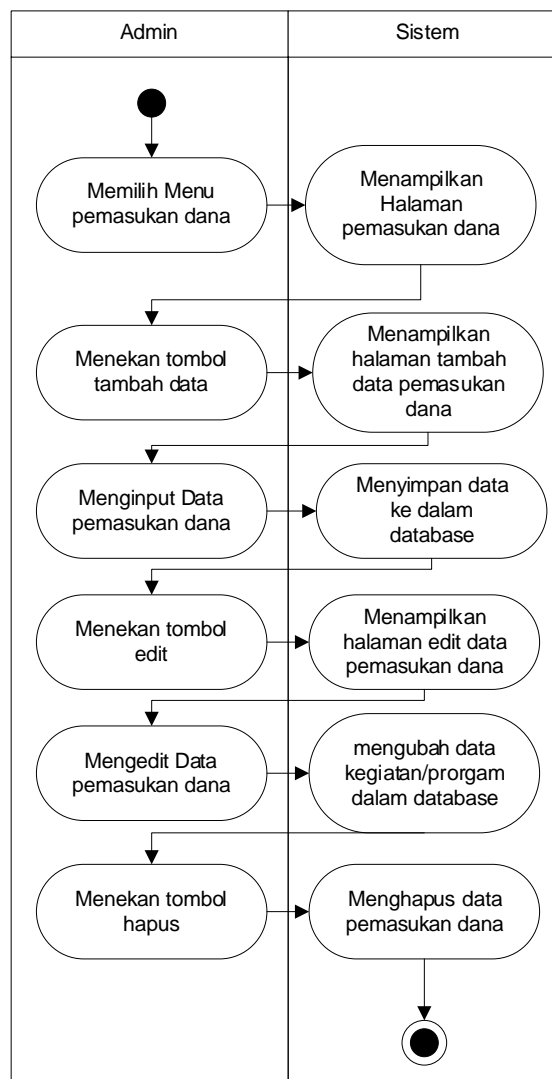 Admin
Sistem
Memilih Menu
pemasukan dana
Menampilkan
Halaman
pemasukan dana
Menekan tombol
tambah data
Menampilkan
halaman tambah
data pemasukan
dana
Menginput Data
pemasukan dana
Menyimpan data
ke dalam
database
Menekan tombol
edit
Menampilkan
halaman edit data
pemasukan dana
Mengedit Data
pemasukan dana
mengubah data
kegiatan/prorgam
dalam database
Menekan tombol
hapus
Menghapus data
pemasukan dana